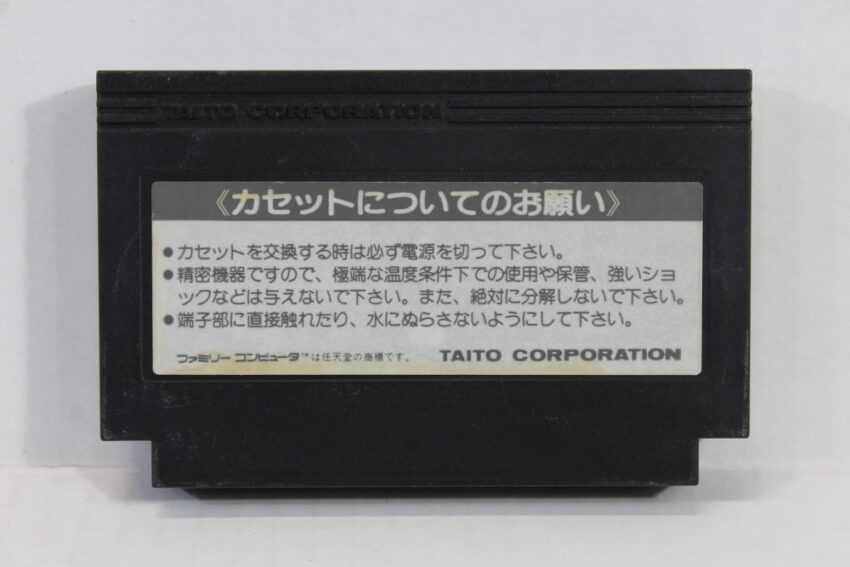 TAITO CORPORATION
《カセットについてのお願い》
●カセットを交換する時は必ず電源を切って下さい。
●精密機器ですので、極端な温度条件下での使用や保管、強いショ
ックなどは与えないで下さい。また、絶対に分解しないで下さい。
●端子部に直接触れたり、水にぬらさないようにして下さい。
ファミリーコンピュータ™は任天堂の商標です。 TAITO CORPORATION